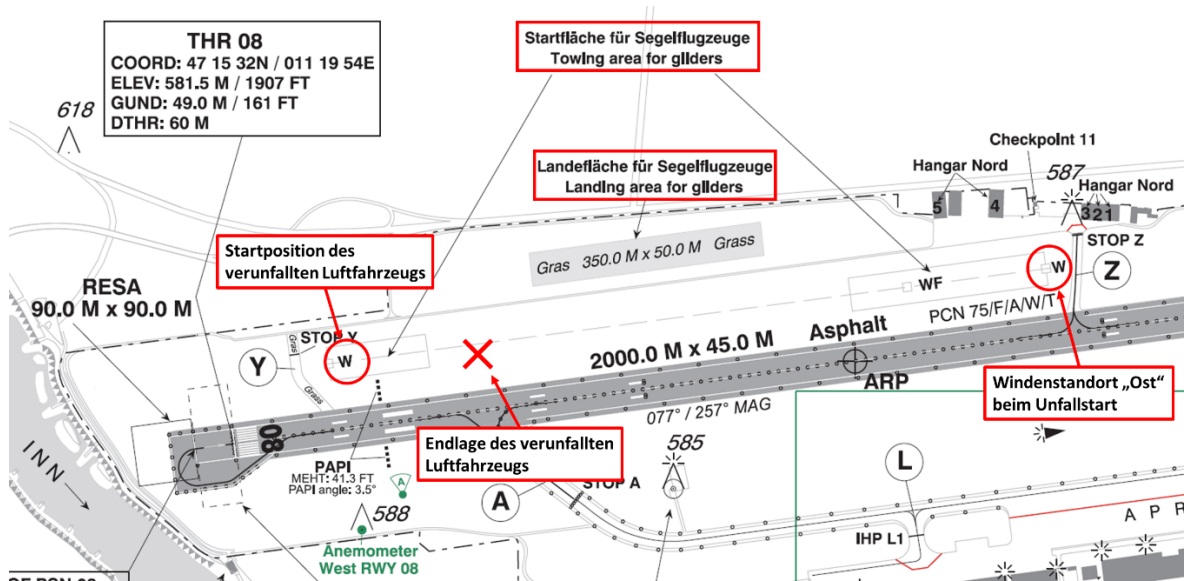 THR 08
COORD: 47 15 32N / 011 19 54E
ELEV: 581.5 M / 1907 FT
GUND: 49.0 M / 161 FT
DTHR: 60 M
618
Startfläche für Segelflugzeuge
Towing area for gliders
Landefläche für Segelflugzeuge
Landing area for gliders
Checkpoint 11
Hangar Nord
587
Hangar Nord
5
4
3
2
1
STOP Z
Z
Startposition des
verunfallten Luftfahrzeugs
Gras 350.0 M x 50.0 M Grass
W
WF
PCN 75/F/A/W/T
RESA
90.0 M x 90.0 M
STOP Y
Gras
W
Y
Grass
Asphalt
2000.0 M x 45.0 M
ARP
077° / 257° MAG
Windenstandort „Ost“
beim Unfallstart
08
Endlage des verunfallten
Luftfahrzeugs
585
PAPI
MEHT: 41.3 FT
PAPI angle: 3.5°
A
A
STOP A
L
INN
588
Anemometer
West RWY 08
IHP L1
A P R